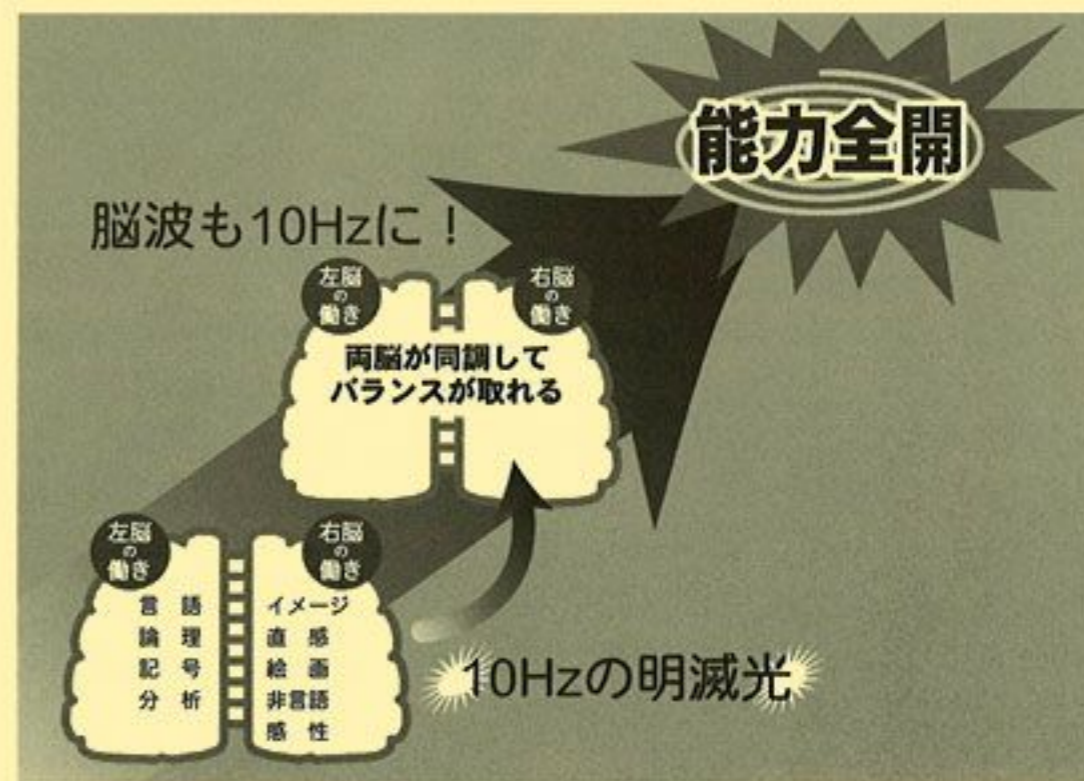 能力全開
脳波も10Hzに！
左脳の働き
右脳の働き
両脳が同調して
バランスが取れる
左脳の働き
右脳の働き
言語
論理
記号
分析
イメージ
直感
絵画
非言語
感性
10Hzの明滅光